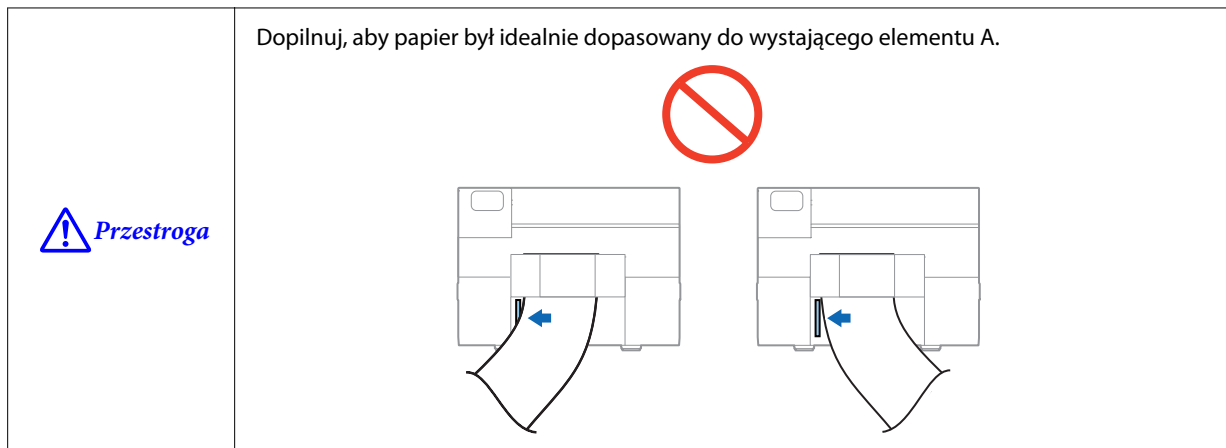 Dopilnuj, aby papier był idealnie dopasowany do wystającego elementu A.
Przestroga